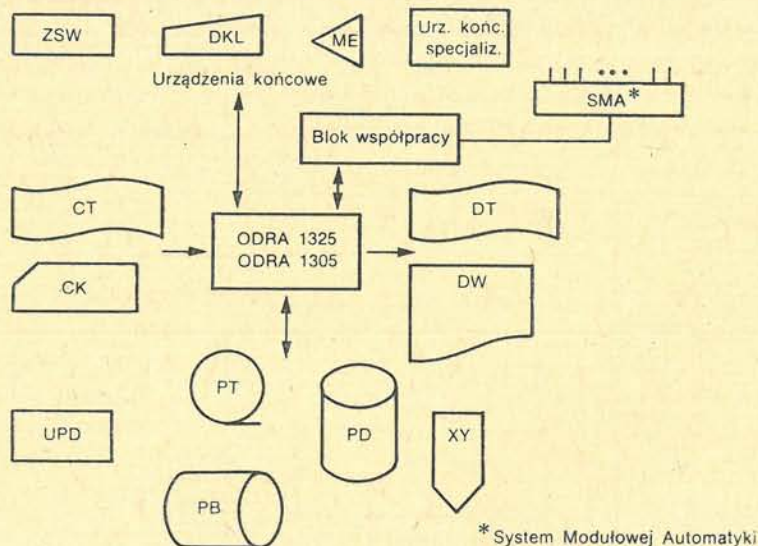 ZSW
DKL
ME
Urz. końc.
specjaliz.
Urządzenia końcowe
SMA*
Blok współpracy
CT
DT
ODRA 1325
ODRA 1305
CK
DW
PT
UPD
PD
XY
PB
*System Modułowej Automatyki